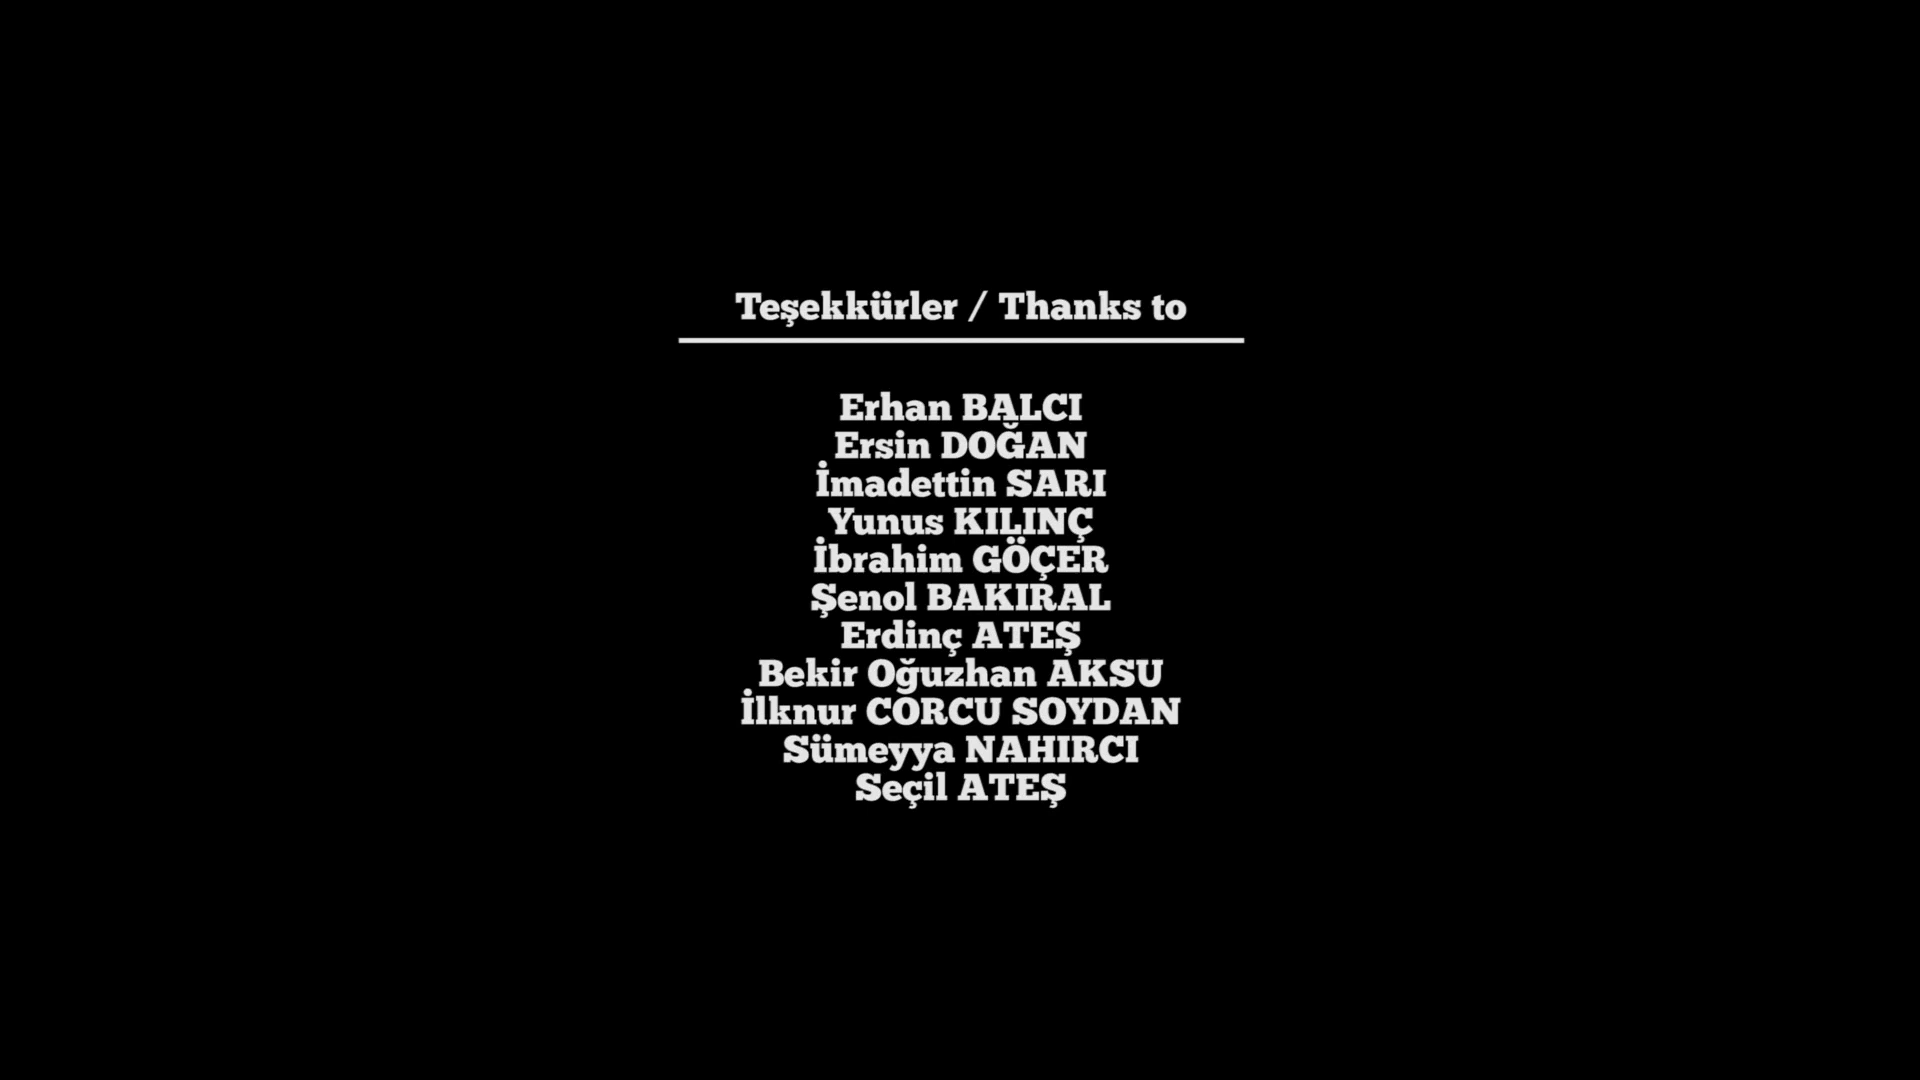 Teşekkürler / Thanks to
Erhan BALCI
Ersin DOĞAN
İmadettin SARI
Yunus KILINÇ
İbrahim GÖÇER
Şenol BAKIRAL
Erdinç ATEŞ
Bekir Oğuzhan AKSU
İlknur CORCU SOYDAN
Sümeyya NAHIRCI
Seçil ATEŞ